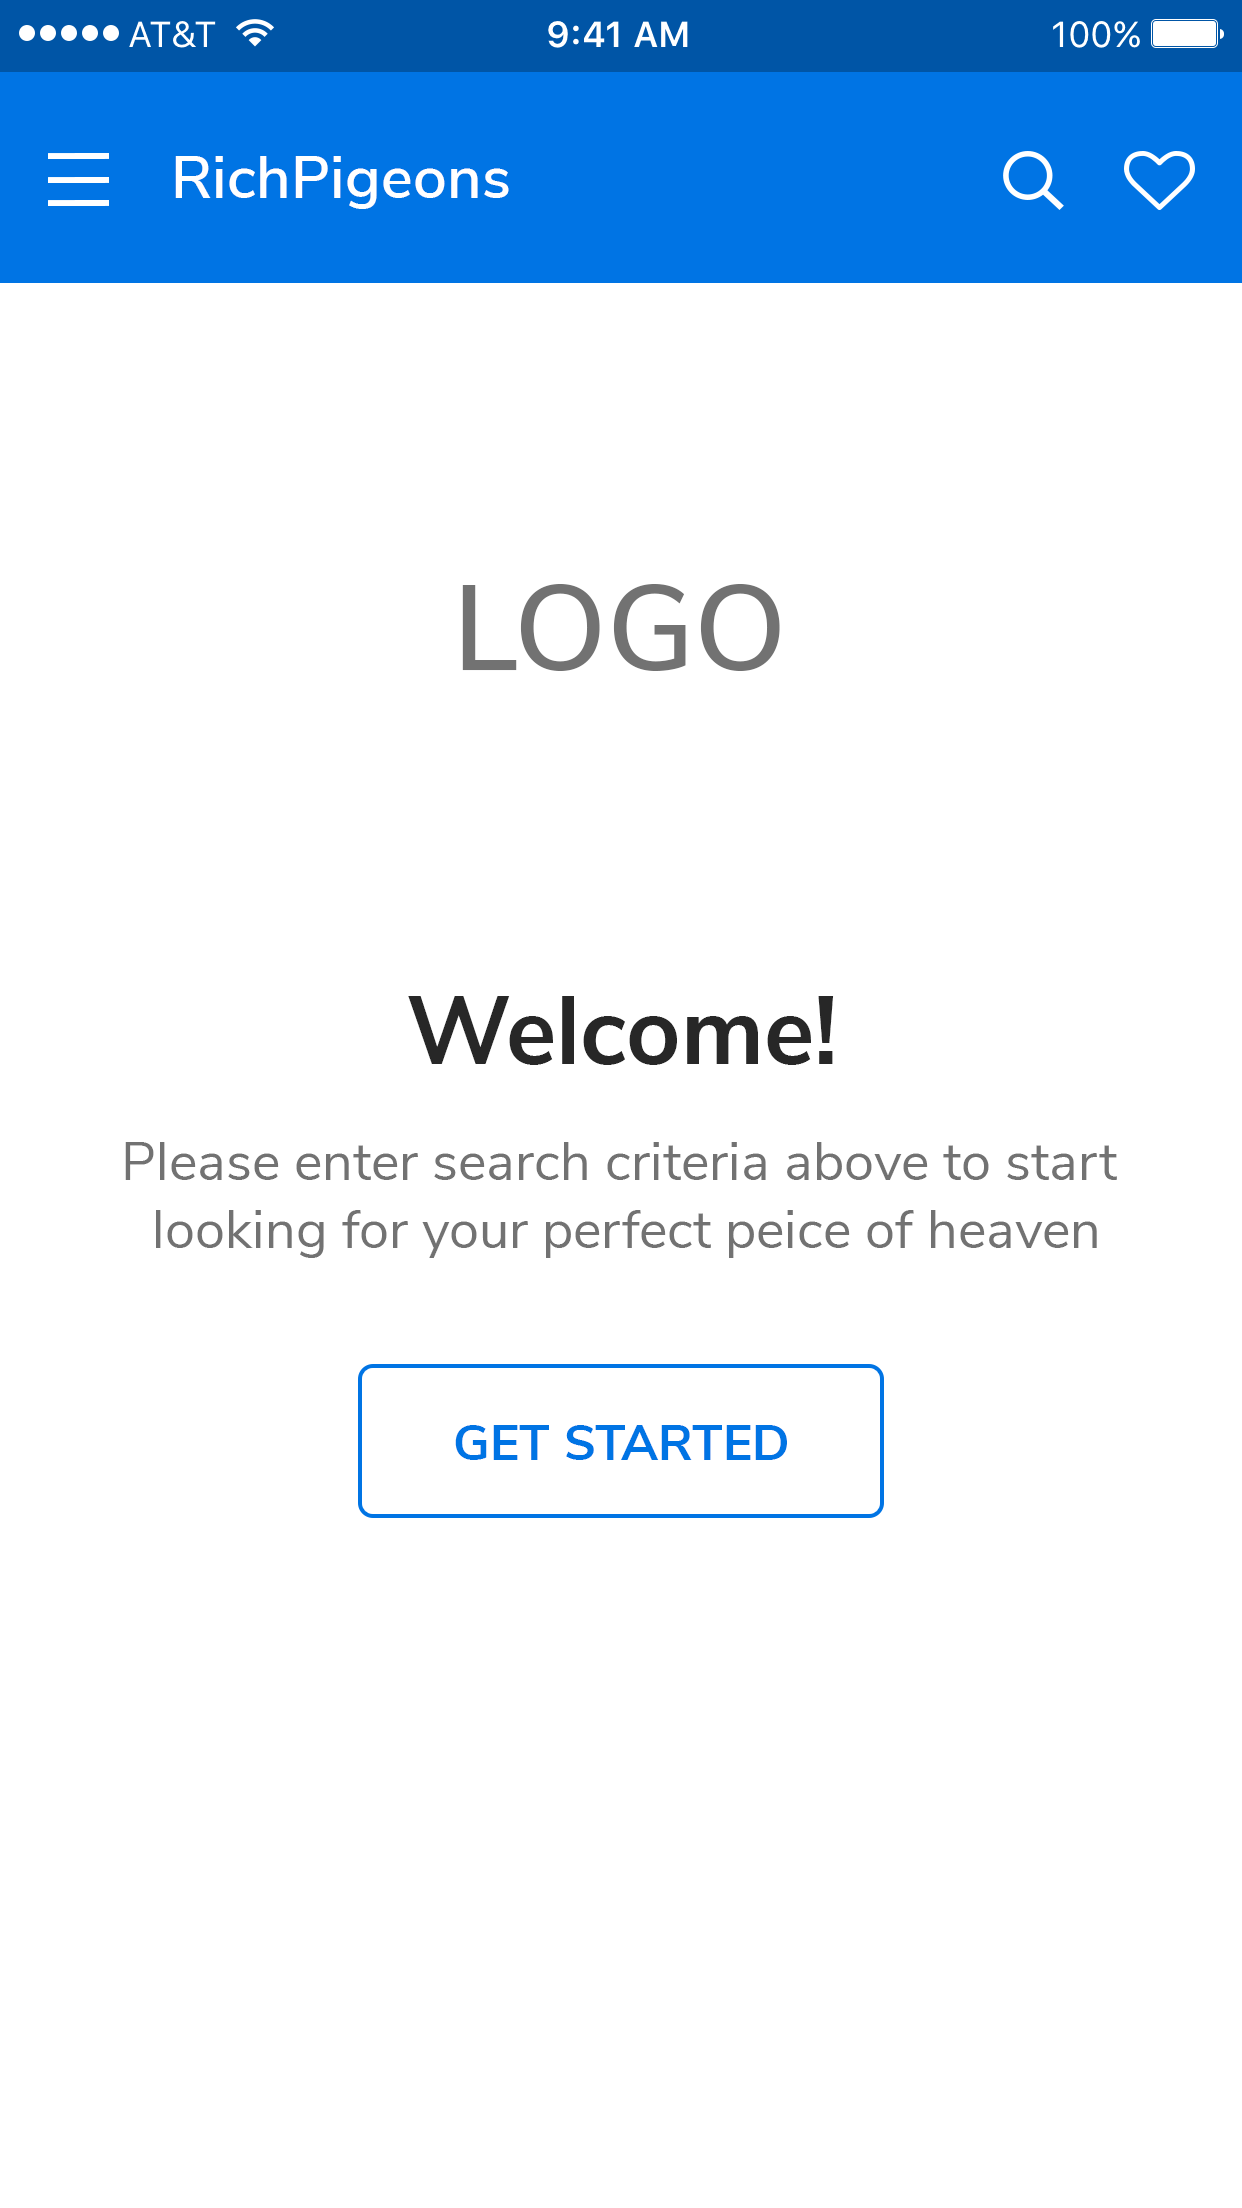 AT&T
9:41 AM
100%
RichPigeons
LOGO
Welcome!
Please enter search criteria above to start
looking for your perfect peice of heaven
GET STARTED